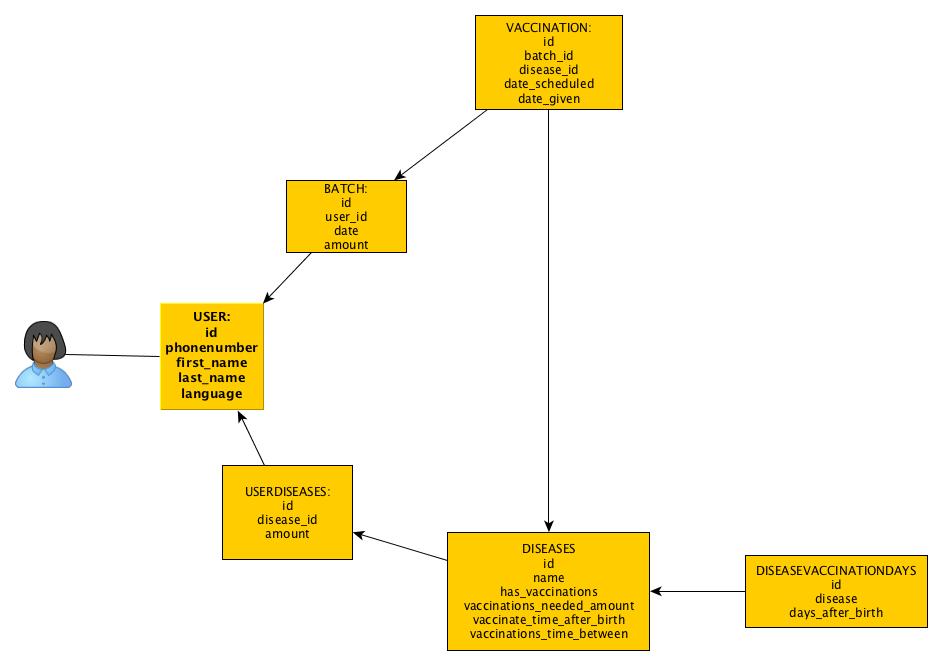 VACCINATION:
id
batch_id
disease_id
date_scheduled
date_given
BATCH:
id
user_id
date
amount
USER:
id
phonenumber
first_name
last_name
language
USERDISEASES:
id
disease_id
amount
DISEASES
id
name
has_vaccinations
vaccinations_needed_amount
vaccinate_time_after_birth
vaccinations_time_between
DISEASEVACCINATIONDAYS
id
disease
days_after_birth